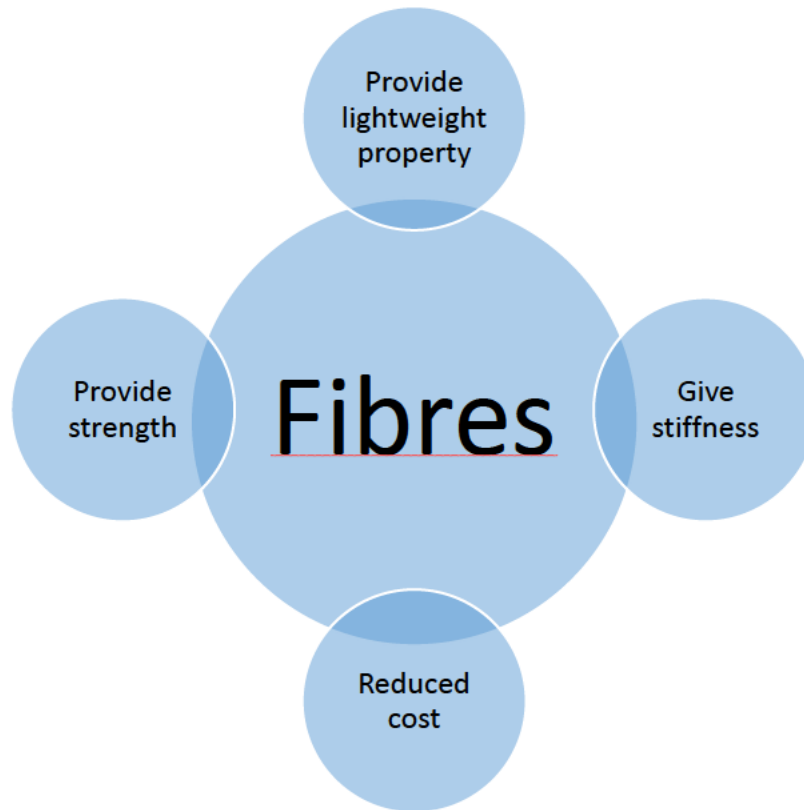 Provide
lightweight
property
Provide
strength
Fibres
Give
stiffness
Reduced
cost